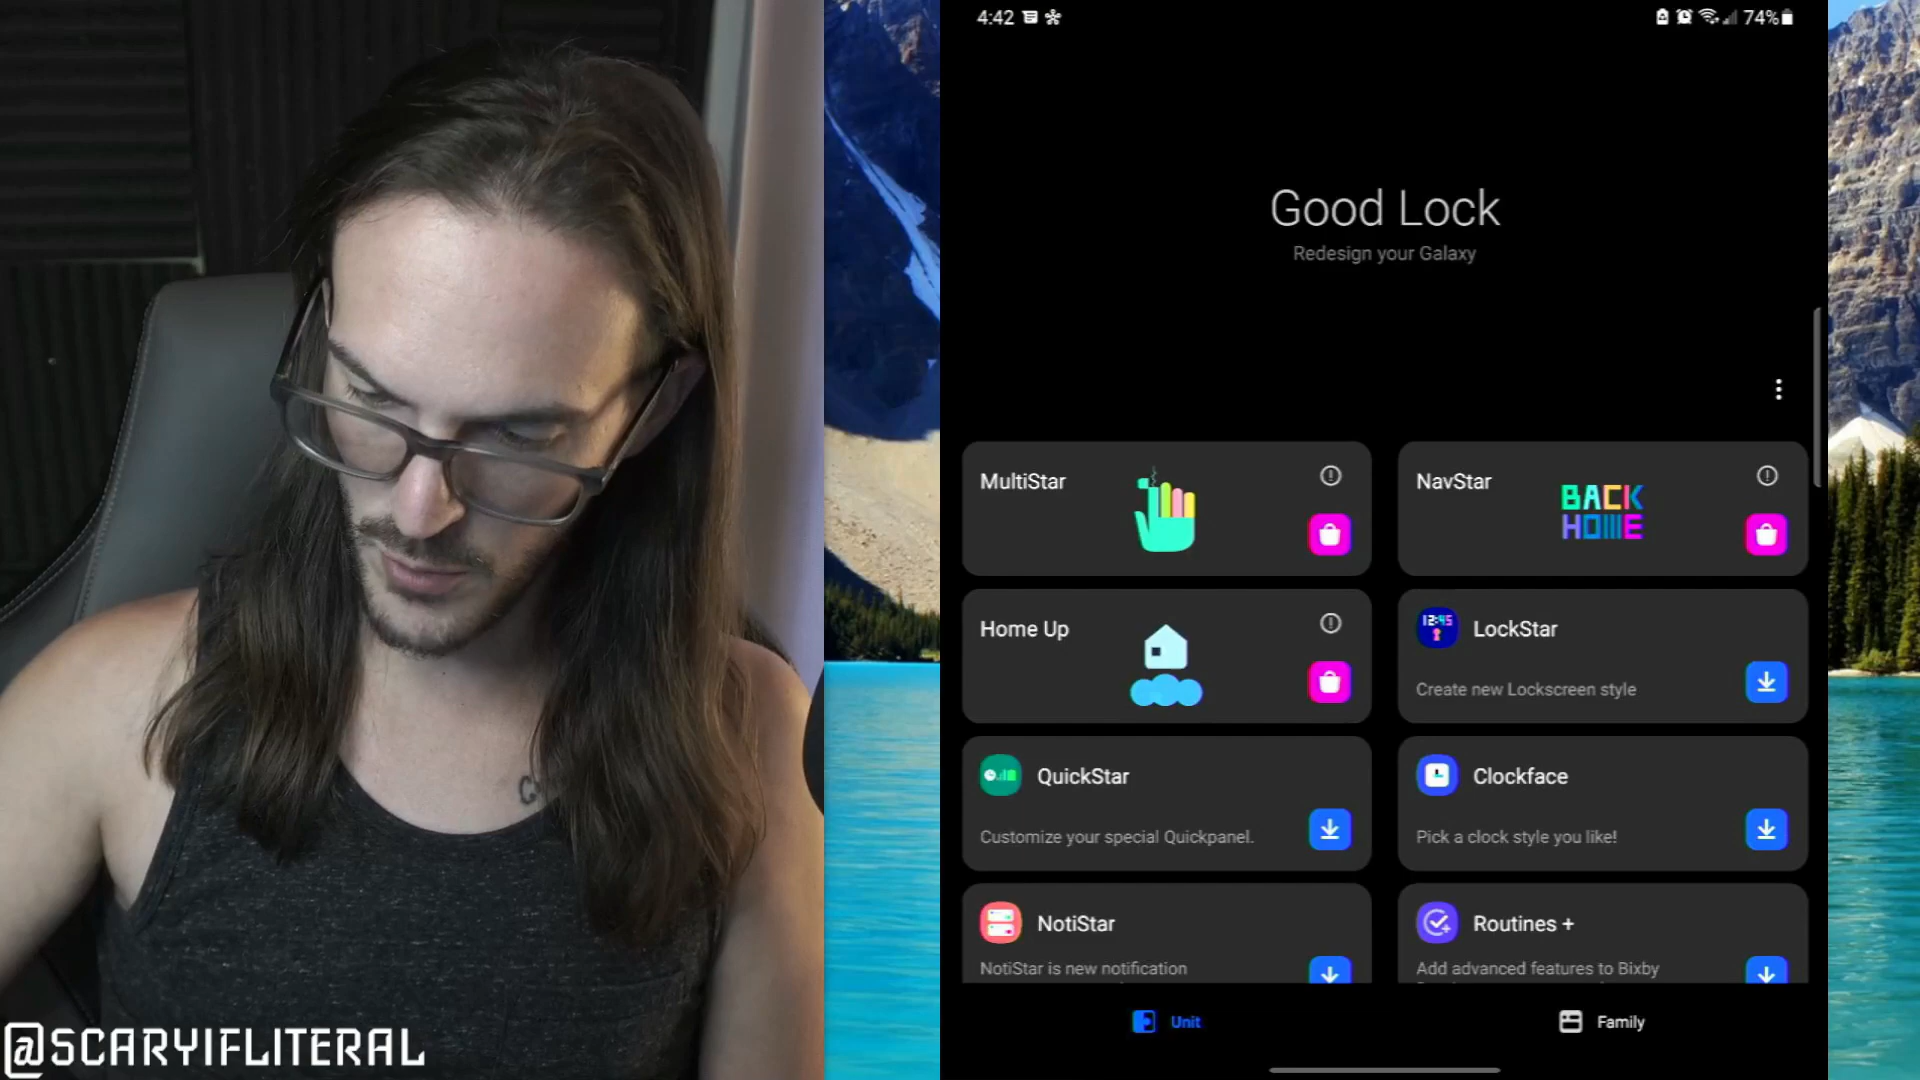 4:42
74%
Good Lock
Redesign your Galaxy
MultiStar
NavStar
BACK
HOME
Home Up
12:45
LockStar
Create new Lockscreen style
QuickStar
Customize your special Quickpanel.
Clockface
Pick a clock style you like!
NotiStar
NotiStar is new notification
Routines +
Add advanced features to Bixby
Unit
Family
@SCARYIFLITERAL